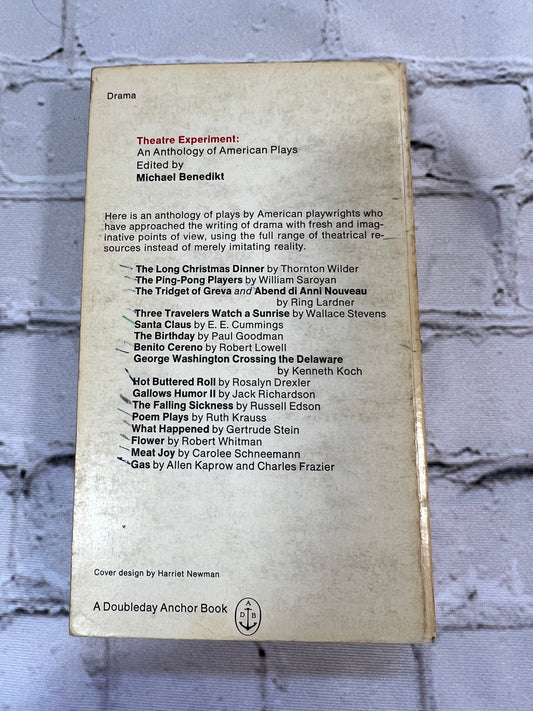 Drama
Theatre Experiment:
An Anthology of American Plays
Edited by
Michael Benedikt
Here is an anthology of plays by American playwrights who
have approached the writing of drama with fresh and imag-
inative points of view, using the full range of theatrical re-
sources instead of merely imitating reality.
The Long Christmas Dinner by Thornton Wilder
The Ping-Pong Players by William Saroyan
The Tridget of Greva and Abend di Anni Nouveau
by Ring Lardner
Three Travelers Watch a Sunrise by Wallace Stevens
Santa Claus by E. E. Cummings
The Birthday by Paul Goodman
Benito Cereno by Robert Lowell
George Washington Crossing the Delaware
by Kenneth Koch
Hot Buttered Roll by Rosalyn Drexler
Gallows Humor II by Jack Richardson
The Falling Sickness by Russell Edson
Poem Plays by Ruth Krauss
What Happened by Gertrude Stein
Flower by Robert Whitman
Meat Joy by Carolee Schneemann
Gas by Allen Kaprow and Charles Frazier
Cover design by Harriet Newman
A Doubleday Anchor Book
A
D B